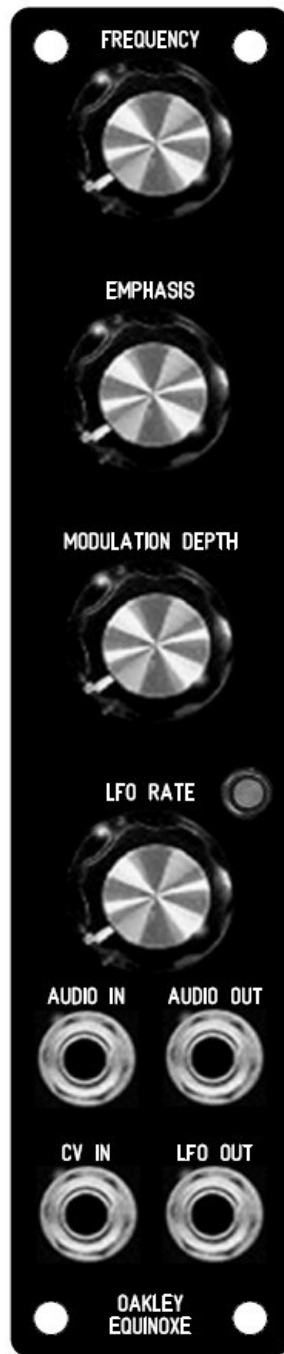 FREQUENCY
EMPHASIS
MODULATION DEPTH
LFO RATE
AUDIO IN AUDIO OUT
CV IN LFO OUT
OAKLEY
EQUINOXE